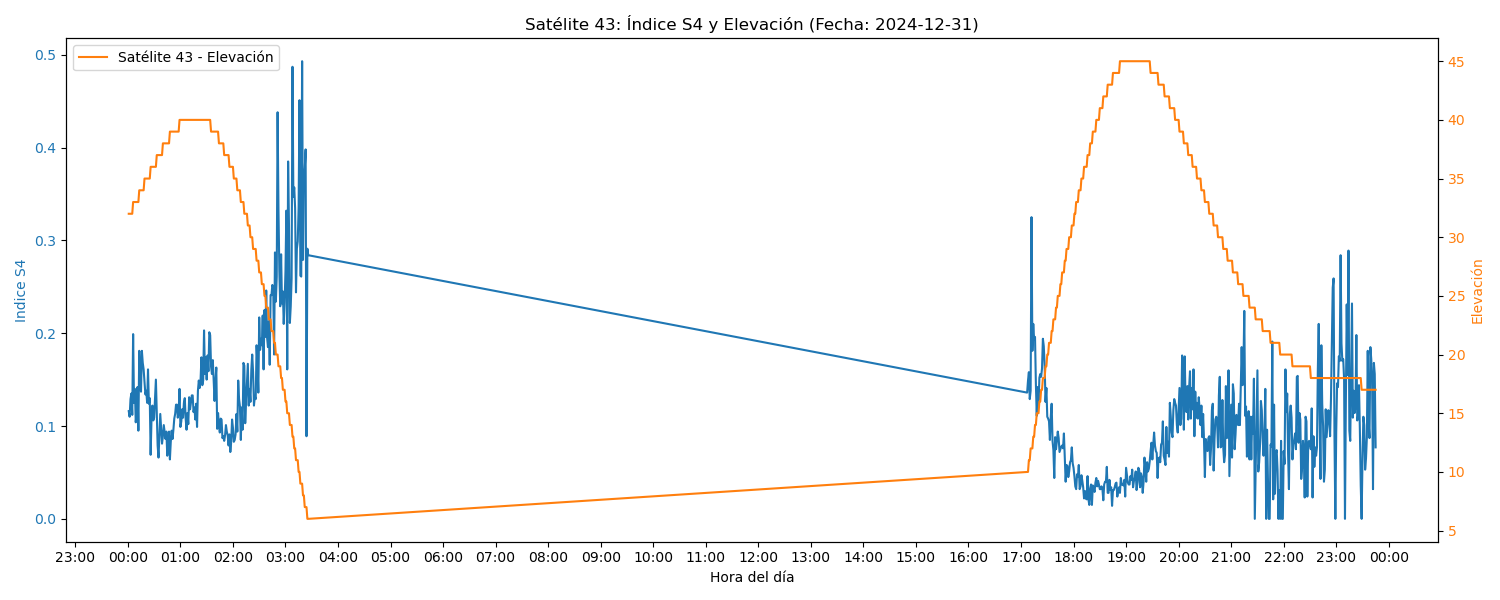 Satélite 43: Índice S4 y Elevación (Fecha: 2024-12-31)
Satélite 43 - Elevación
Indice S4
0.5
0.4
0.3
0.2
0.1
0.0
45
40
35
30
25
20
15
10
5
Elevación
23:00 00:00 01:00 02:00 03:00 04:00 05:00 06:00 07:00 08:00 09:00 10:00 11:00 12:00 13:00 14:00 15:00 16:00 17:00 18:00 19:00 20:00 21:00 22:00 23:00 00:00
Hora del día